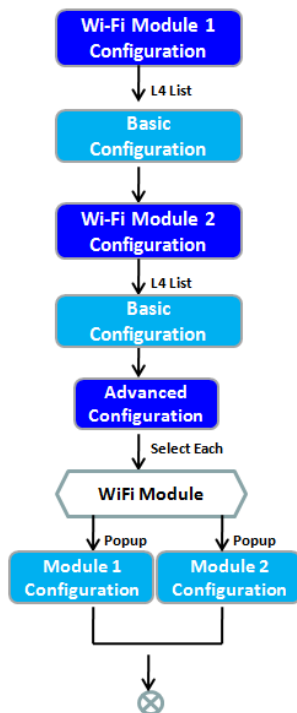 Wi-Fi Module 1
Configuration
L4 List
Basic
Configuration
Wi-Fi Module 2
Configuration
L4 List
Basic
Configuration
Advanced
Configuration
Select Each
WiFi Module
Popup
Popup
Module 1
Configuration
Module 2
Configuration